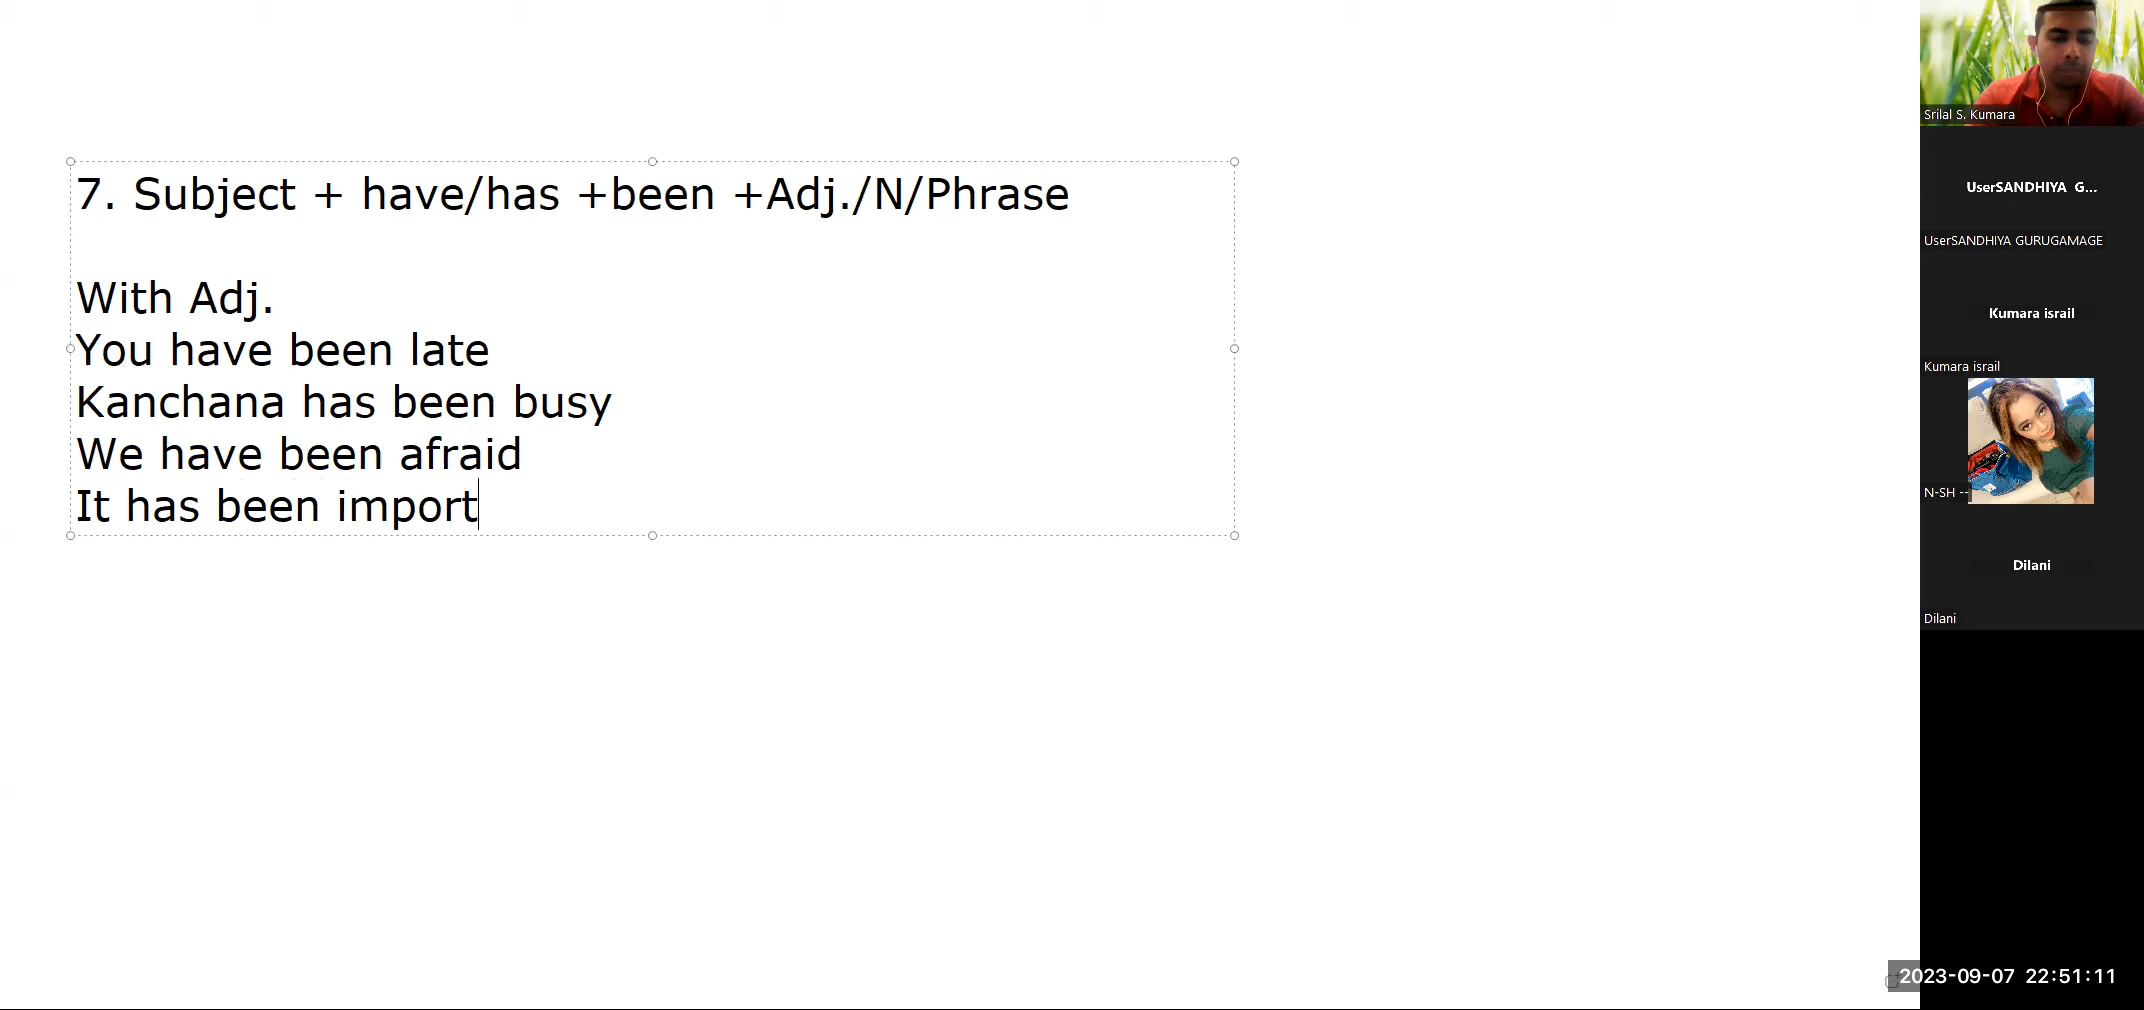 7. Subject + have/has +been +Adj./N/Phrase
With Adj.
You have been late
Kanchana has been busy
We have been afraid
It has been import
Srilal S. Kumara
UserSANDHIYA G...
UserSANDHIYA GURUGAMAGE
Kumara israil
Kumara israil
N-SH --
Dilani
Dilani
2023-09-07 22:51:11